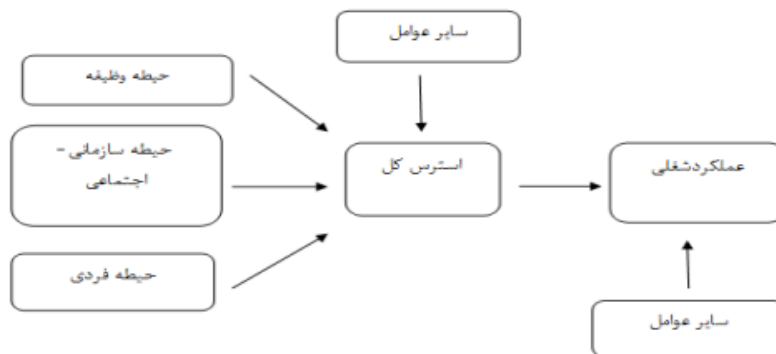 سایر عوامل
حیطه وظیفه
حیطه سازمانی-
اجتماعی
حیطه فردی
استرس کل
عملکردشغلی
سایر عوامل